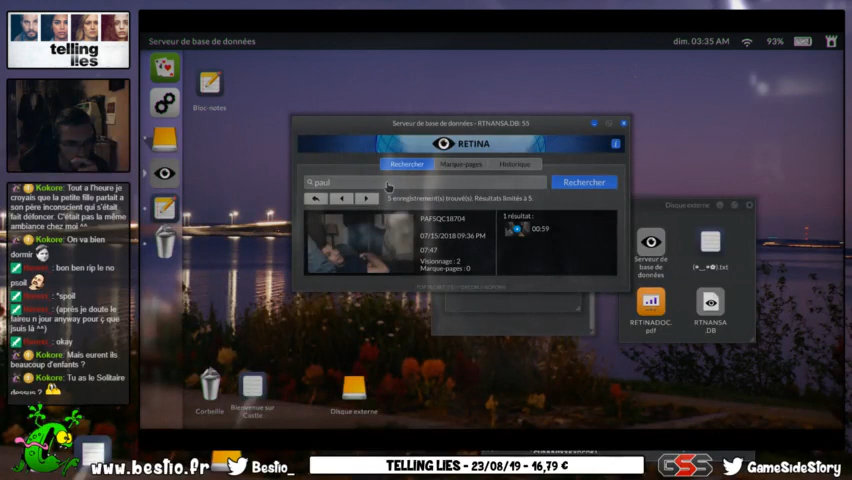 telling
lies
Serveur de base de données
dim. 03:35 AM
93%
Bloc-notes
Serveur de base de données - RTNANSA.DB: 55
RETINA
i
Rechercher
Marque-pages
Historique
paul
Rechercher
5 enregistrement(s) trouvé(s). Résultats limités à 5
PAFSQC18704
07/15/2018 09:36 PM
07:47
Visionnage : 2
Marque-pages : 0
1 résultat :
00:59
Kokore: Tout a l'heure je
croyais que la petite fille parlait a
son père inconscient qui s'était
fait défoncer. C'était pas la même
ambiance chez moi ^^
Kokore: On va bien
dormir
: bon ben rip le no
psoil
: *spoil
: (après je doute le
faireu n jour anyway pour ç que
jsuis là ^^)
: okay
Kokore: Mais eurent ils
beaucoup d'enfants ?
Kokore: Tu as le Solitaire
dessus ?
Disque externe
Serveur de
base de
données
(•__•).txt
RETINADOC.
pdf
RTNANSA
.DB
Corbeille
Bienvenue sur
Castle
Disque externe
www.bestio.fr
Bestio_
TELLING LIES - 23/08/19 - 16,79 €
GSS
GameSideStory